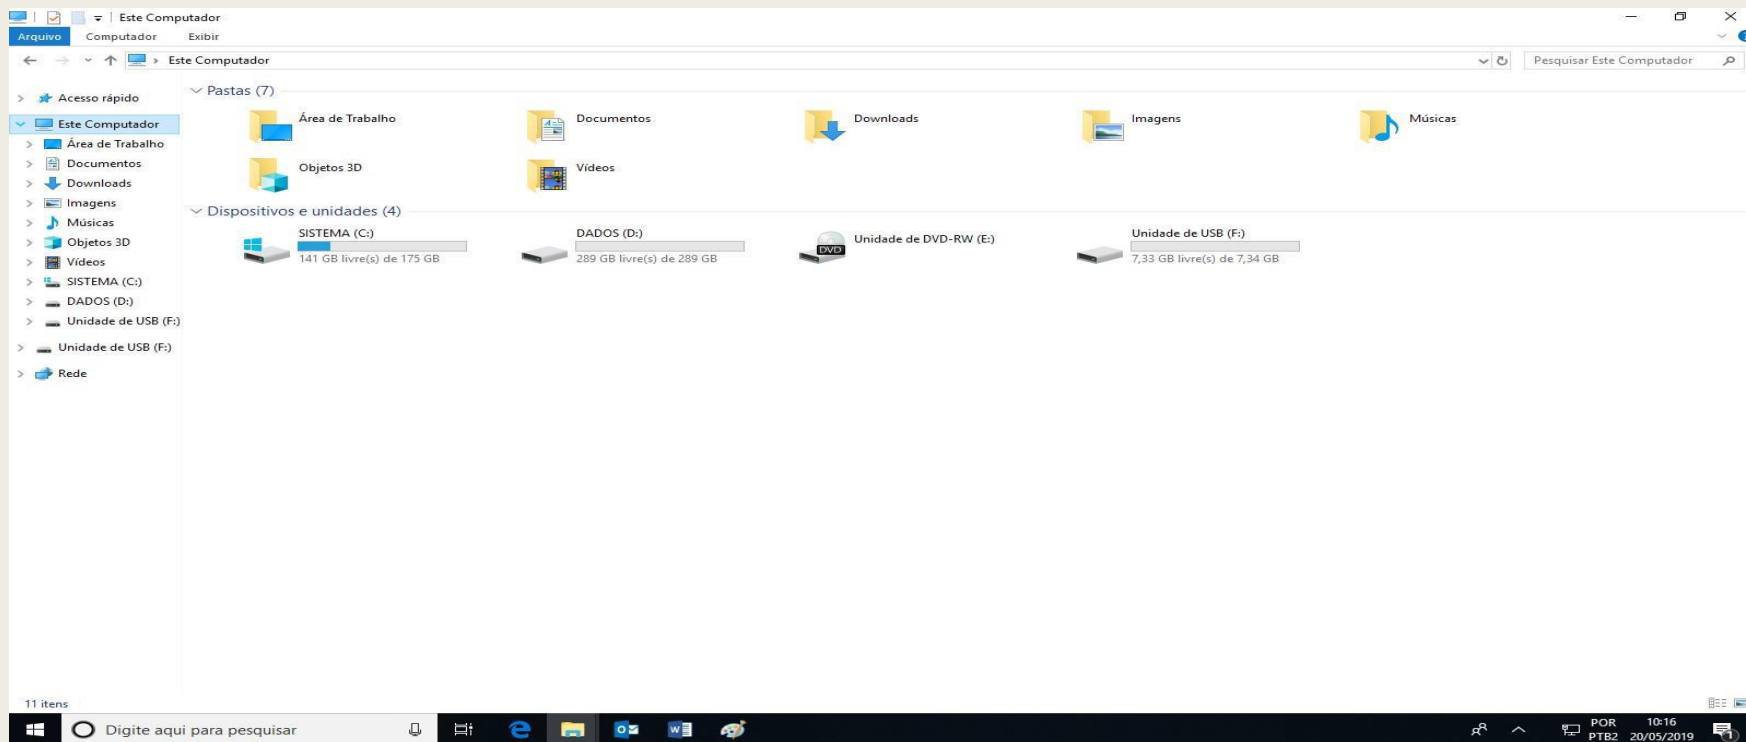 Este Computador
Arquivo Computador Exibir
Este Computador
Pesquisar Este Computador
Acesso rápido
Este Computador
Área de Trabalho
Documentos
Downloads
Imagens
Músicas
Objetos 3D
Vídeos
SISTEMA (C:)
DADOS (D:)
Unidade de USB (F:)
Unidade de USB (F:)
Rede
Pastas (7)
Área de Trabalho
Documentos
Downloads
Imagens
Músicas
Objetos 3D
Vídeos
Dispositivos e unidades (4)
SISTEMA (C:)
141 GB livre(s) de 175 GB
DADOS (D:)
289 GB livre(s) de 289 GB
DVD
Unidade de DVD-RW (E:)
Unidade de USB (F:)
7,33 GB livre(s) de 7,34 GB
11 itens
Digite aqui para pesquisar
POR
PTB2
10:16
20/05/2019
1